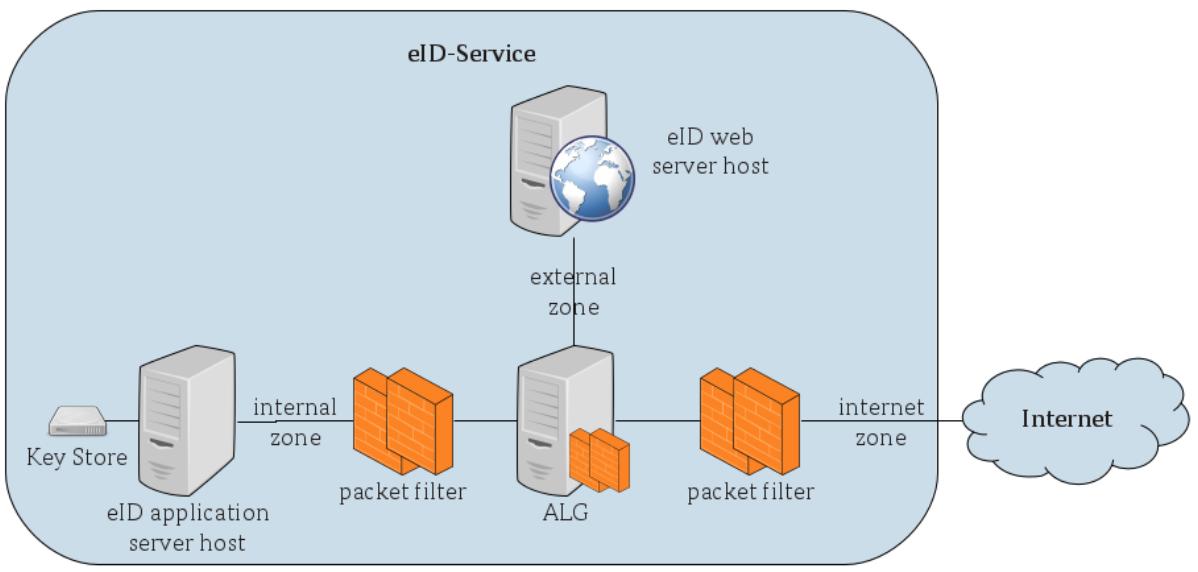 eID-Service
eID web
server host
external
zone
internal
zone
internet
zone
Internet
Key Store
packet filter
packet filter
ALG
eID application
server host